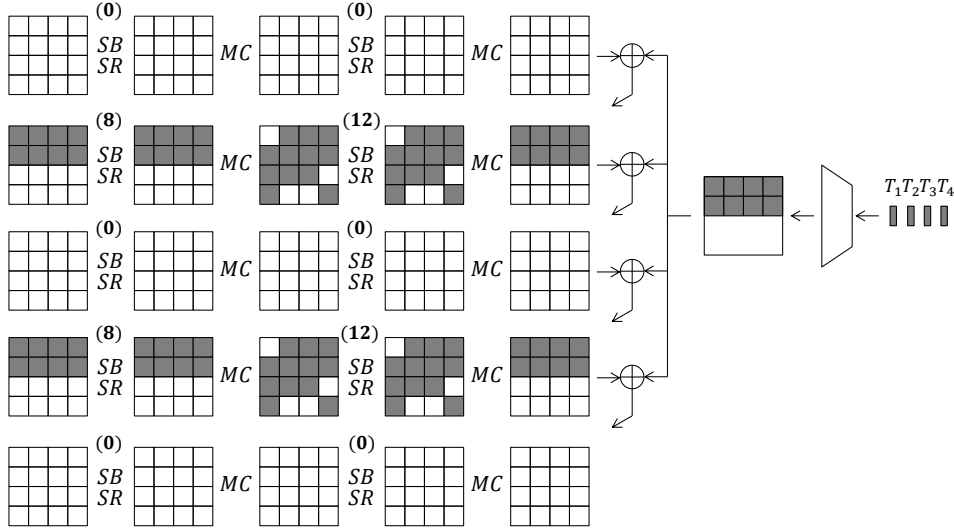 (0) (0)
SB SB
MC MC
SR SR
(8) (12)
SB SB
MC MC
SR SR
T₁T₂T₃T₄
(0) (0)
SB SB
MC MC
SR SR
(8) (12)
SB SB
MC MC
SR SR
(0) (0)
SB SB
MC MC
SR SR